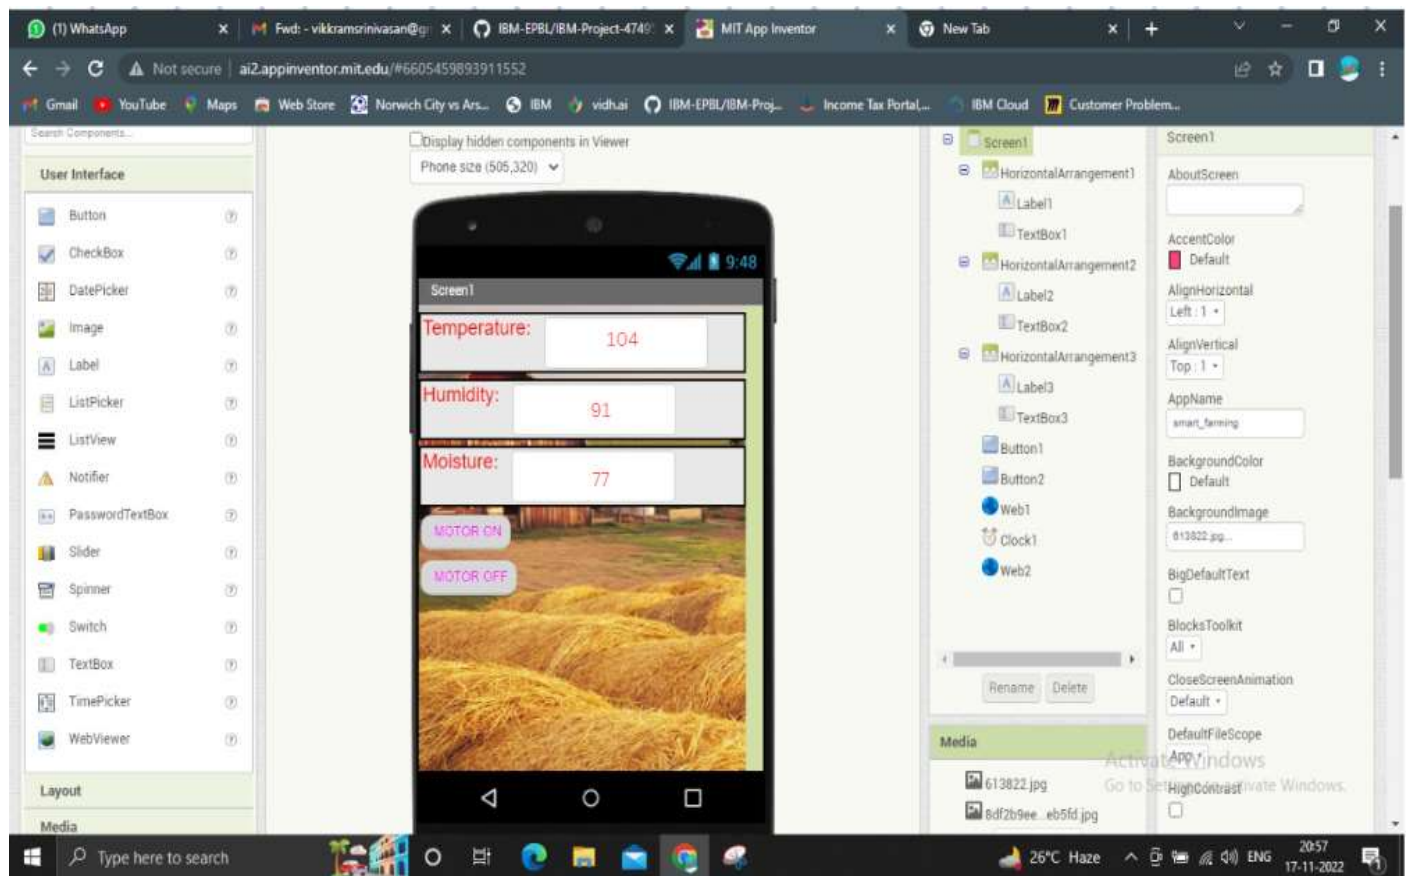 (1) WhatsApp
Fwd: - vikkramsrinivasan@g
IBM-EPBL/IBM-Project-4749
MIT App Inventor
New Tab
Not secure | ai2.appinventor.mit.edu/#6605459893911552
Gmail
YouTube
Maps
Web Store
Norwich City vs Ars...
IBM
vidhai
IBM-EPBL/IBM-Proj...
Income Tax Portal,...
IBM Cloud
Customer Problem...
Search Components...
User Interface
Button
CheckBox
DatePicker
Image
Label
ListPicker
ListView
Notifier
PasswordTextBox
Slider
Spinner
Switch
TextBox
TimePicker
WebViewer
Layout
Media
Display hidden components in Viewer
Phone size (505,320)
9:48
Screen1
Temperature: 104
Humidity: 91
Moisture: 77
MOTOR ON
MOTOR OFF
Screen1
HorizontalArrangement1
Label1
TextBox1
HorizontalArrangement2
Label2
TextBox2
HorizontalArrangement3
Label3
TextBox3
Button1
Button2
Web1
Clock1
Web2
Rename Delete
Media
613822.jpg
8df2b9ee...eb5fd.jpg
Screen1
AboutScreen
AccentColor
Default
AlignHorizontal
Left : 1
AlignVertical
Top : 1
AppName
smart_farming
BackgroundColor
Default
BackgroundImage
613822.jpg...
BigDefaultText
BlocksToolkit
All
CloseScreenAnimation
Default
DefaultFileScope
App
HighContrast
Activate Windows
Go to Settings to activate Windows.
Type here to search
26°C Haze
ENG
20:57
17-11-2022
1